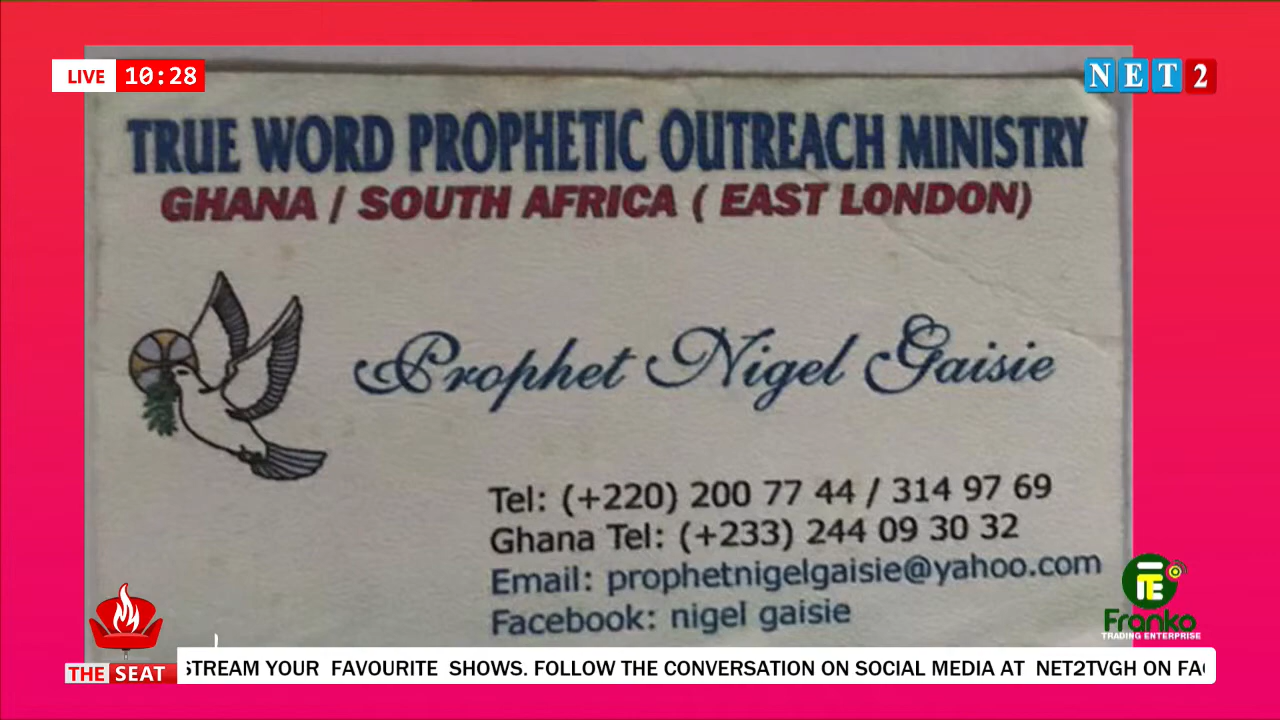 LIVE 10:28
NET2
TRUE WORD PROPHETIC OUTREACH MINISTRY
GHANA / SOUTH AFRICA ( EAST LONDON)
Prophet Nigel Gaisie
Tel: (+220) 200 77 44 / 314 97 69
Ghana Tel: (+233) 244 09 30 32
Email: prophetnigelgaisie@yahoo.com
Facebook: nigel gaisie
Franko
TRADING ENTERPRISE
THE SEAT
STREAM YOUR FAVOURITE SHOWS. FOLLOW THE CONVERSATION ON SOCIAL MEDIA AT NET2TVGH ON